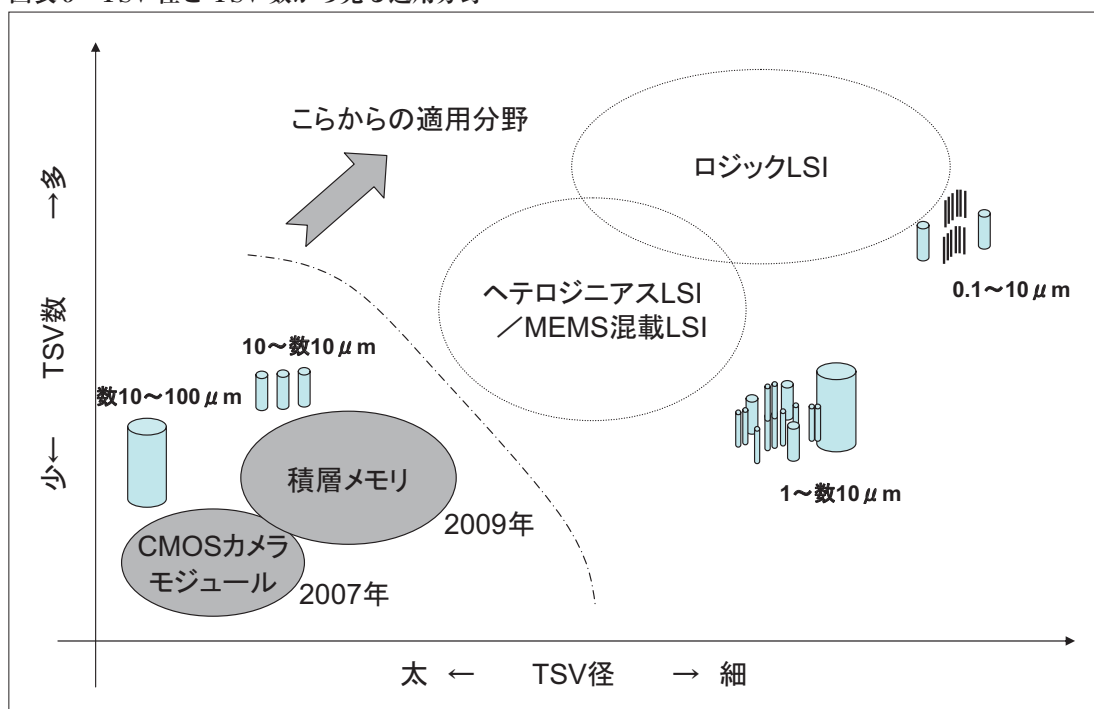 こらからの適用分野
ロジックLSI
ヘテロジニアスLSI
／MEMS混載LSI
0.1〜10μm
10〜数10μm
数10〜100μm
積層メモリ
2009年
1〜数10μm
CMOSカメラ
モジュール
2007年
少← TSV数 →多
太 ← TSV径 → 細